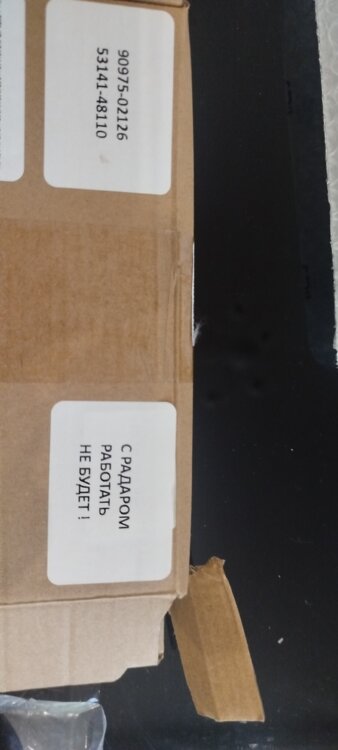 90975-02126
53141-48110
С РАДАРОМ
РАБОТАТЬ
НЕ БУДЕТ !